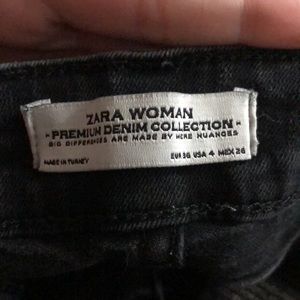 ZARA WOMAN
- PREMIUM DENIM COLLECTION -
BIG DIFFERENCES ARE MADE BY MERE NUANCES
MADE IN TURKEY
EUR 36 USA 4 MEX 26